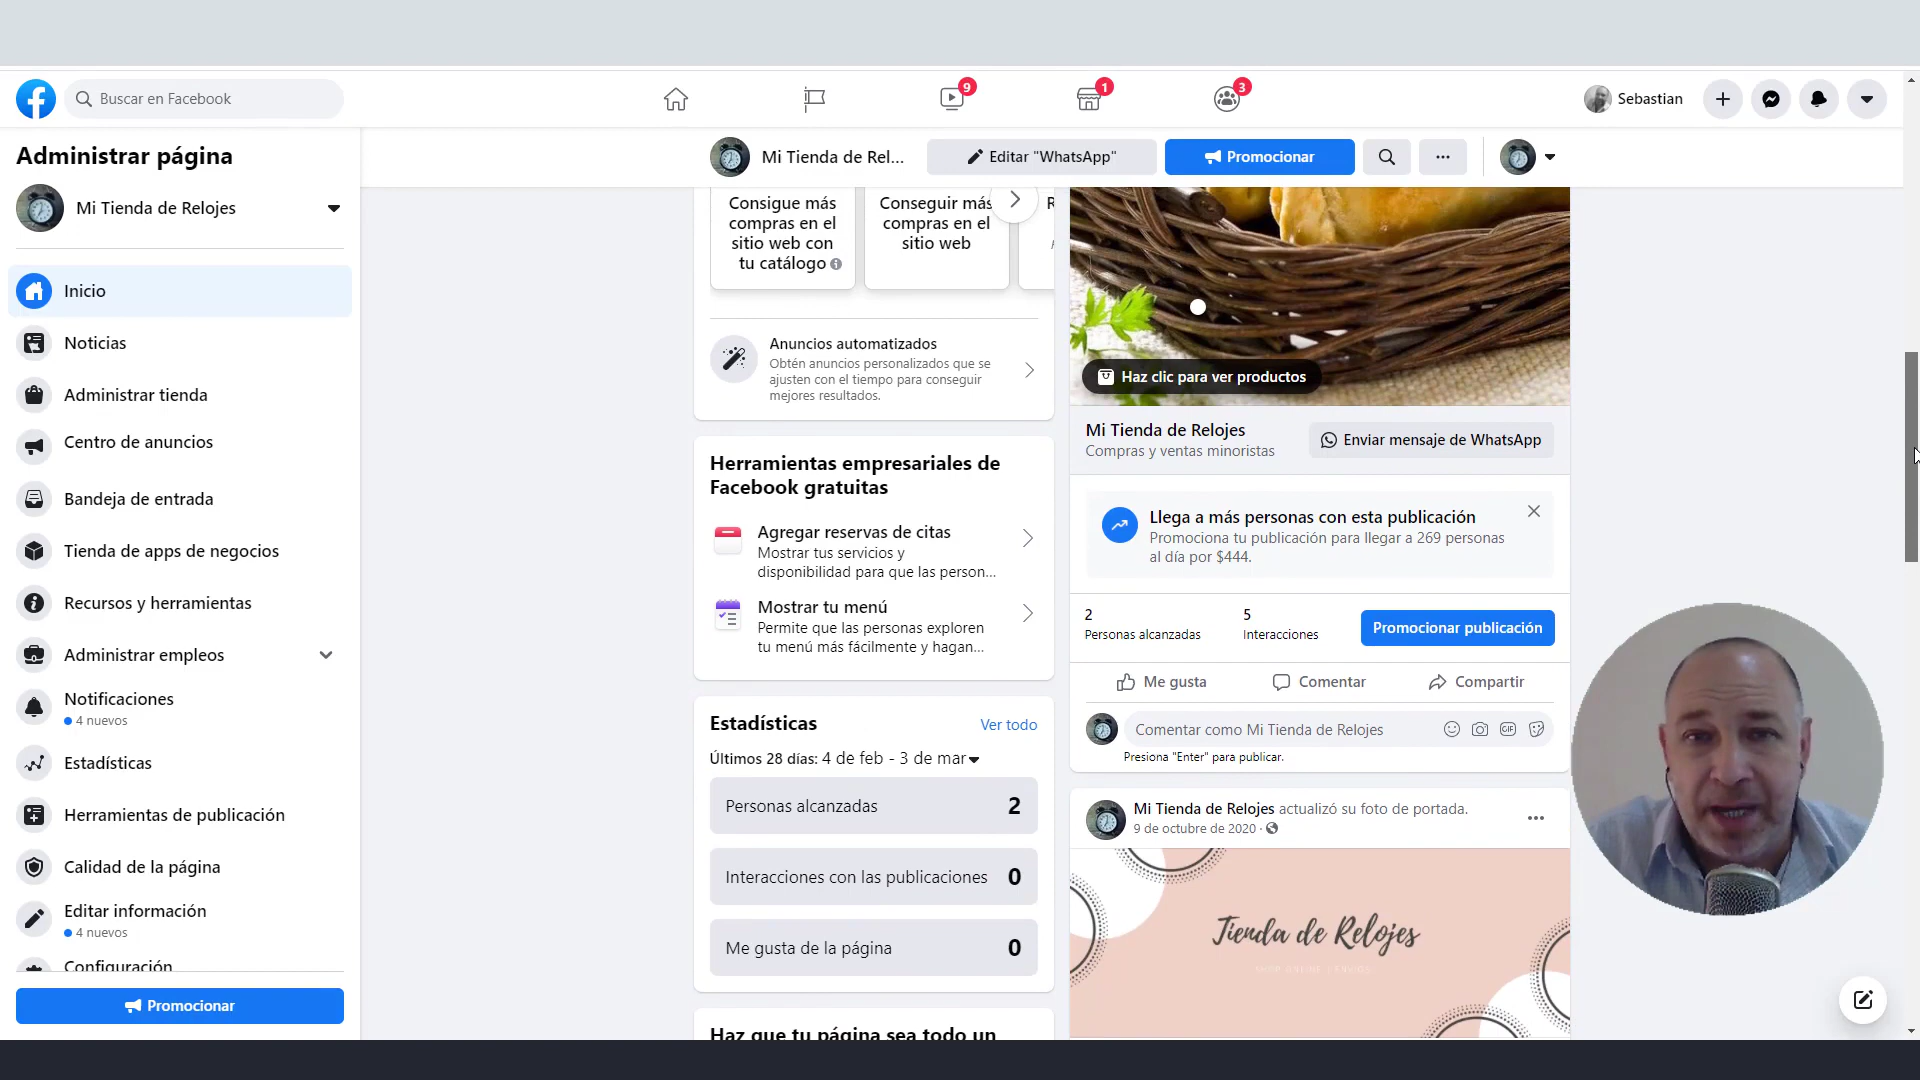 Buscar en Facebook
9
1
3
Sebastian
Administrar página
Mi Tienda de Relojes
Inicio
Noticias
Administrar tienda
Centro de anuncios
Bandeja de entrada
Tienda de apps de negocios
Recursos y herramientas
Administrar empleos
Notificaciones
4 nuevos
Estadísticas
Herramientas de publicación
Calidad de la página
Editar información
4 nuevos
Configuración
Promocionar
Mi Tienda de Rel...
Editar "WhatsApp"
Promocionar
Consigue más
compras en el
sitio web con
tu catálogo
Conseguir más
compras en el
sitio web
R
Anuncios automatizados
Obtén anuncios personalizados que se
ajusten con el tiempo para conseguir
mejores resultados.
Herramientas empresariales de
Facebook gratuitas
Agregar reservas de citas
Mostrar tus servicios y
disponibilidad para que las person...
Mostrar tu menú
Permite que las personas exploren
tu menú más fácilmente y hagan...
Estadísticas
Ver todo
Últimos 28 días: 4 de feb - 3 de mar
Personas alcanzadas 2
Interacciones con las publicaciones 0
Me gusta de la página 0
Haz que tu página sea todo un
Haz clic para ver productos
Mi Tienda de Relojes
Compras y ventas minoristas
Enviar mensaje de WhatsApp
Llega a más personas con esta publicación
Promociona tu publicación para llegar a 269 personas
al día por $444.
2
Personas alcanzadas
5
Interacciones
Promocionar publicación
Me gusta
Comentar
Compartir
Comentar como Mi Tienda de Relojes
GIF
Presiona "Enter" para publicar.
Mi Tienda de Relojes actualizó su foto de portada.
9 de octubre de 2020 ·
Tienda de Relojes